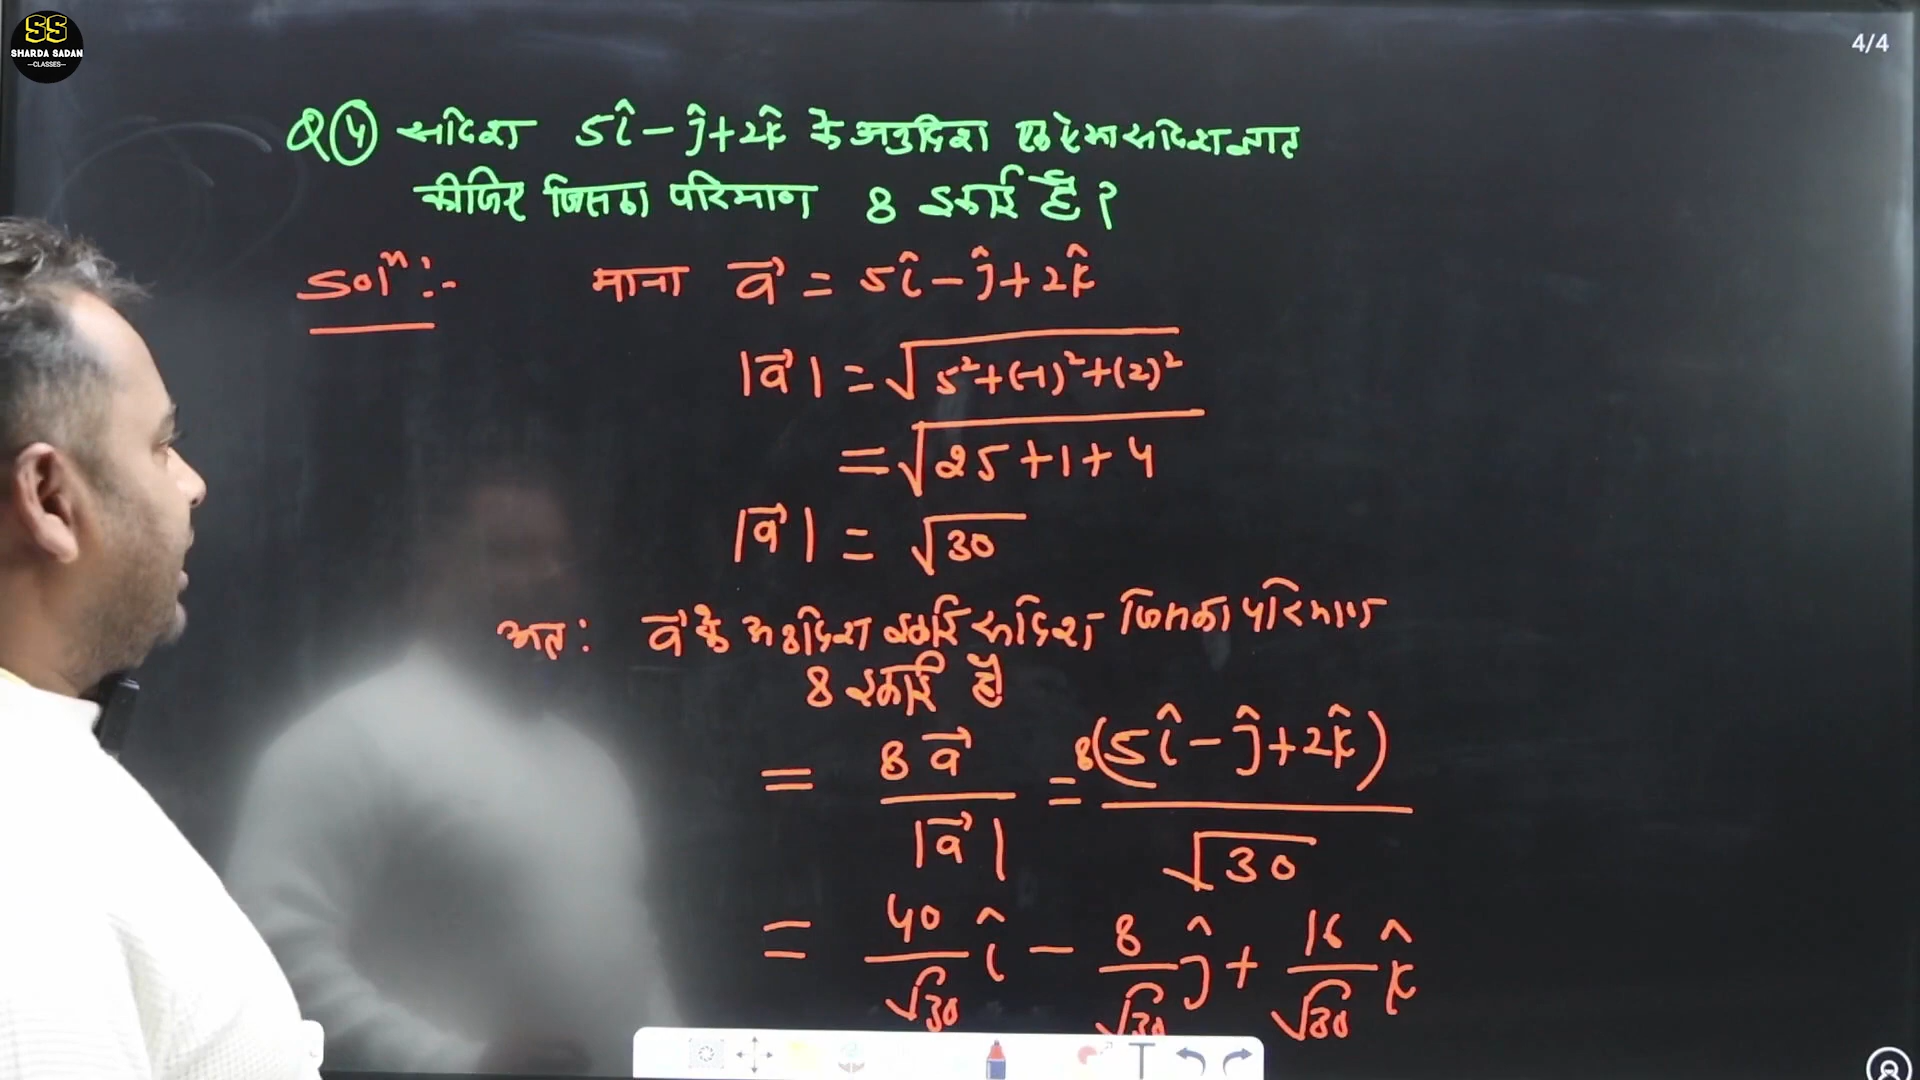 SS
SHARDA SADAN
—CLASSES—
4/4
Q④ सदिश 5î - ĵ + 2k̂ के अनुदिश एक ऐसा सदिश ज्ञात
कीजिए जिसका परिमाण 8 इकाई है ?
Solⁿ :-
माना a⃗ = 5î - ĵ + 2k̂
|a⃗| = √(5² + (-1)² + (2)²)
= √(25 + 1 + 4)
|a⃗| = √30
अतः a⃗ के अनुदिश सदिश जिसका परिमाण
8 इकाई है
= 8a⃗/|a⃗| = 8(5î - ĵ + 2k̂)/√30
= 40/√30 î - 8/√30 ĵ + 16/√30 k̂
T